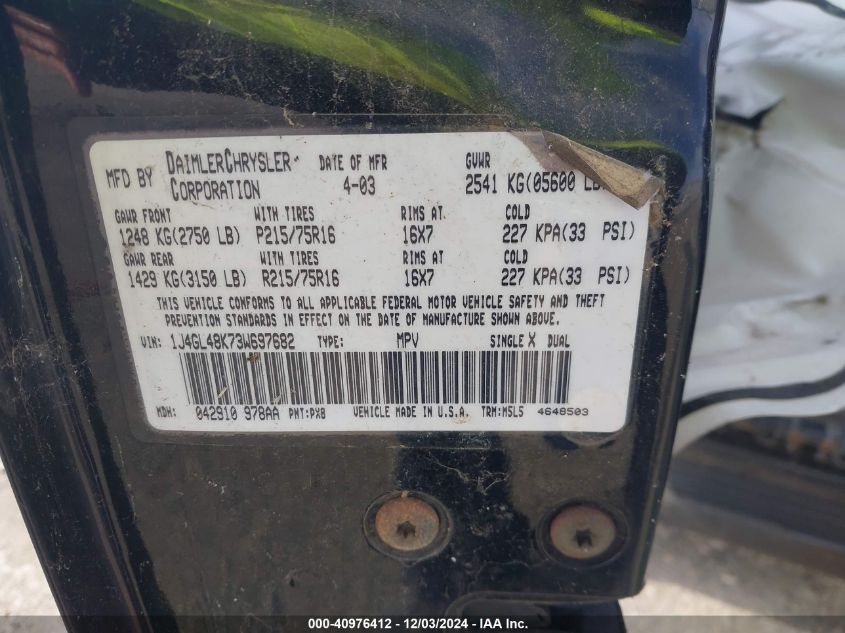 MFD BY DAIMLERCHRYSLER CORPORATION DATE OF MFR 4-03 GVWR 2541 KG(05600 LB
GAWR FRONT WITH TIRES RIMS AT COLD
1248 KG(2750 LB) P215/75R16 16X7 227 KPA(33 PSI)
GAWR REAR WITH TIRES RIMS AT COLD
1429 KG(3150 LB) R215/75R16 16X7 227 KPA(33 PSI)
THIS VEHICLE CONFORMS TO ALL APPLICABLE FEDERAL MOTOR VEHICLE SAFETY AND THEFT
PREVENTION STANDARDS IN EFFECT ON THE DATE OF MANUFACTURE SHOWN ABOVE.
VIN: 1J4GL48K73W697682 TYPE: MPV SINGLE X DUAL
MDH: 042910 978AA PNT:PX8 VEHICLE MADE IN U.S.A. TRM:MSL5 4648503
000-40976412 - 12/03/2024 - IAA Inc.